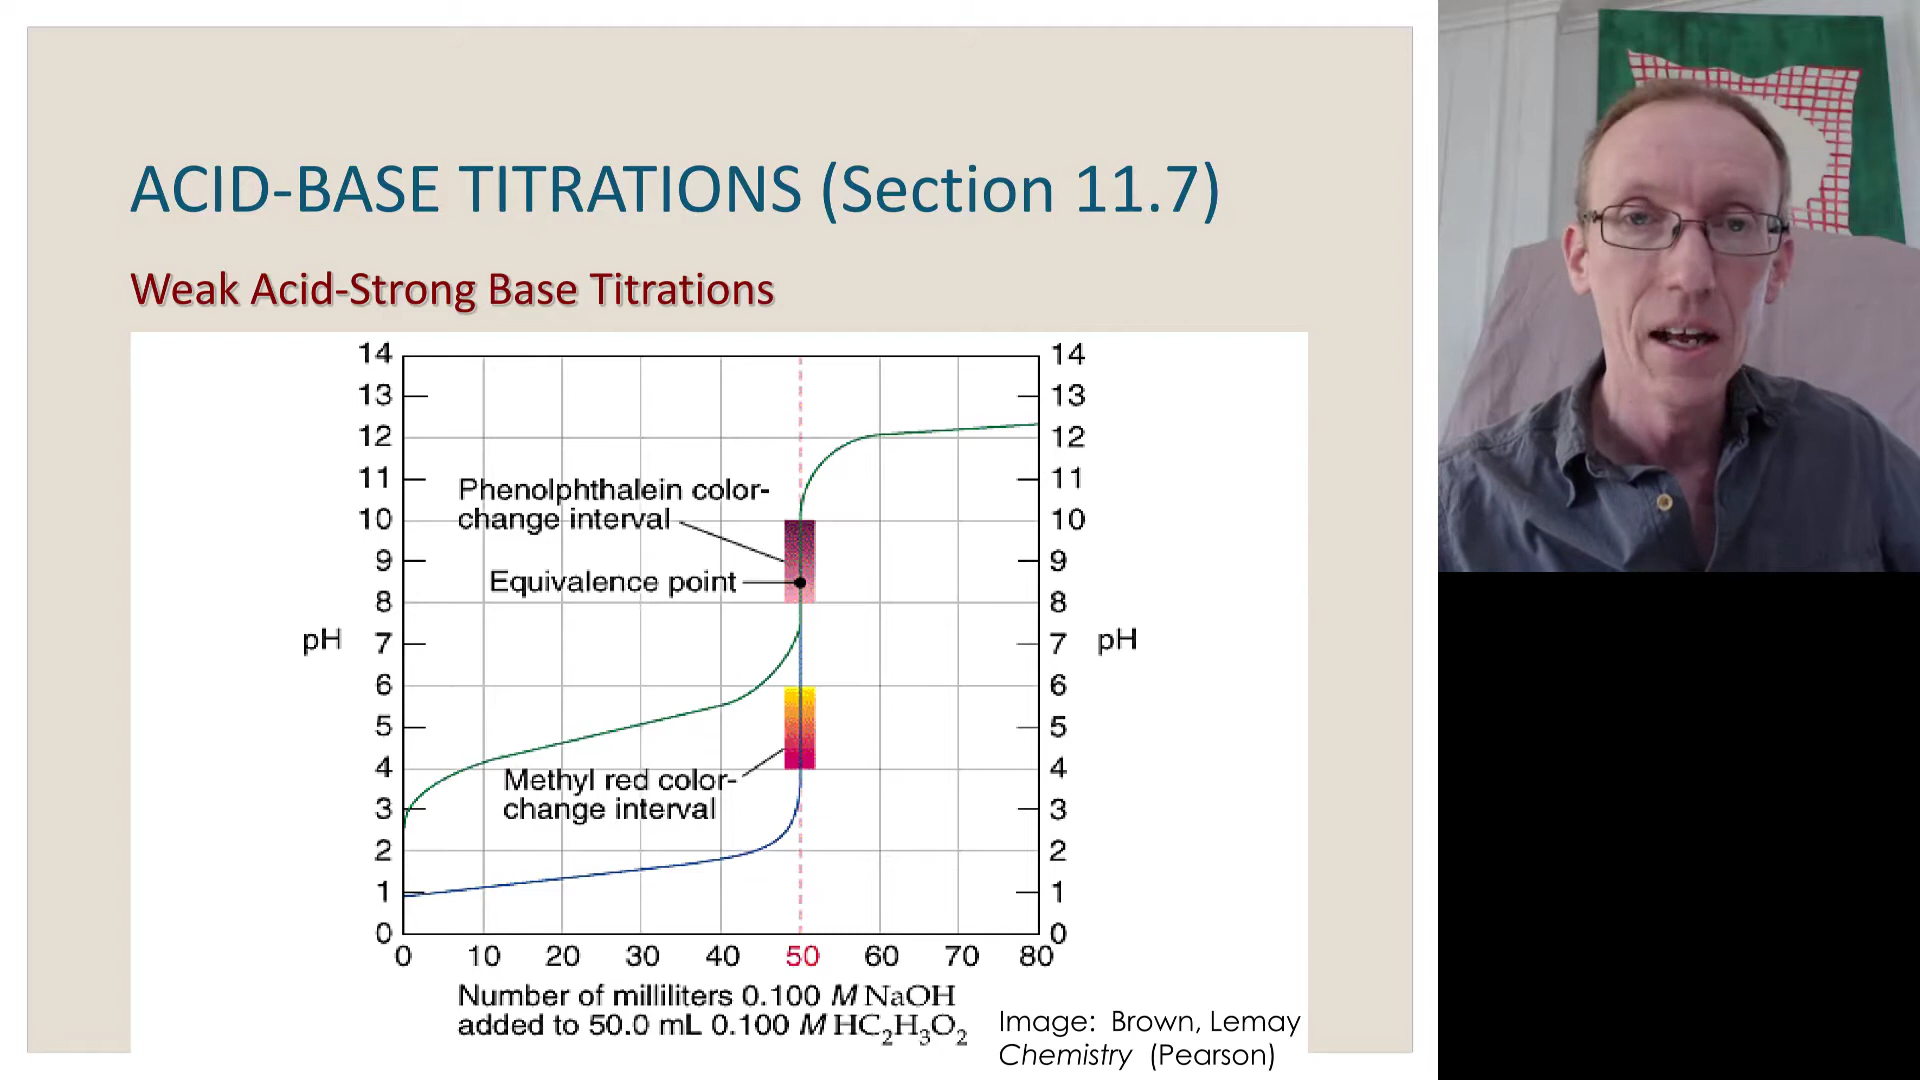 ACID-BASE TITRATIONS (Section 11.7)
Weak Acid-Strong Base Titrations
14 14
13 13
12 12
11 11
Phenolphthalein color-
change interval
10 10
9 9
Equivalence point
8 8
pH 7 7 pH
6 6
5 5
4 4
Methyl red color-
change interval
3 3
2 2
1 1
0 0
0 10 20 30 40 50 60 70 80
Number of milliliters 0.100 M NaOH
added to 50.0 mL 0.100 M HC₂H₃O₂
Image: Brown, Lemay
Chemistry (Pearson)